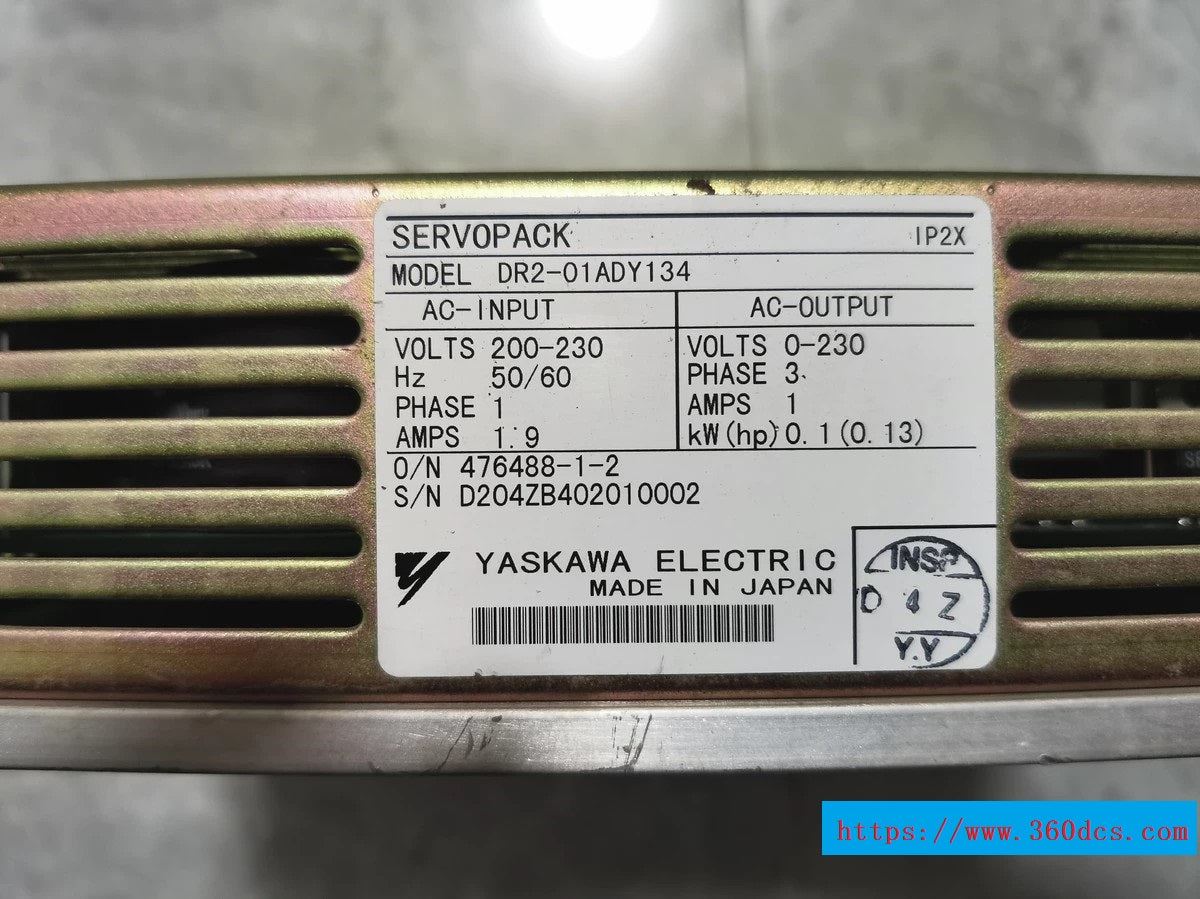 SERVOPACK IP2X
MODEL DR2-01ADY134
AC-INPUT AC-OUTPUT
VOLTS 200-230 VOLTS 0-230
Hz 50/60 PHASE 3
PHASE 1 AMPS 1
AMPS 1.9 kW(hp) 0.1(0.13)
O/N 476488-1-2
S/N D204ZB402010002
YASKAWA ELECTRIC
MADE IN JAPAN
INSP
D 4 Z
Y.Y
https://www.360dcs.com